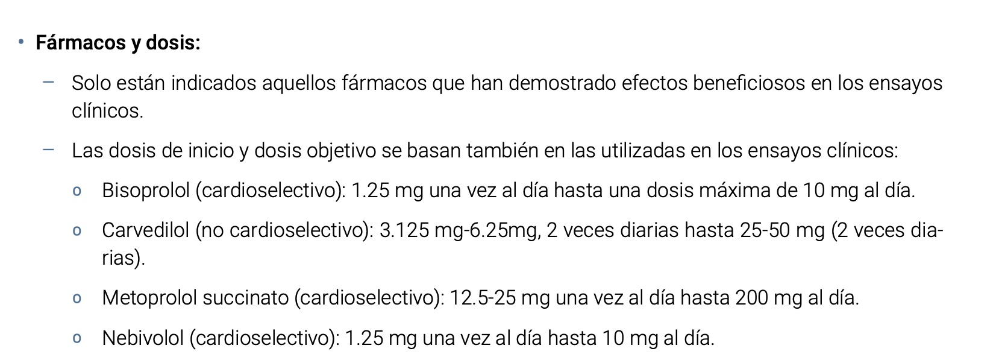 • Fármacos y dosis:
– Solo están indicados aquellos fármacos que han demostrado efectos beneficiosos en los ensayos
clínicos.
– Las dosis de inicio y dosis objetivo se basan también en las utilizadas en los ensayos clínicos:
o Bisoprolol (cardioselectivo): 1.25 mg una vez al día hasta una dosis máxima de 10 mg al día.
o Carvedilol (no cardioselectivo): 3.125 mg-6.25mg, 2 veces diarias hasta 25-50 mg (2 veces dia-
rias).
o Metoprolol succinato (cardioselectivo): 12.5-25 mg una vez al día hasta 200 mg al día.
o Nebivolol (cardioselectivo): 1.25 mg una vez al día hasta 10 mg al día.